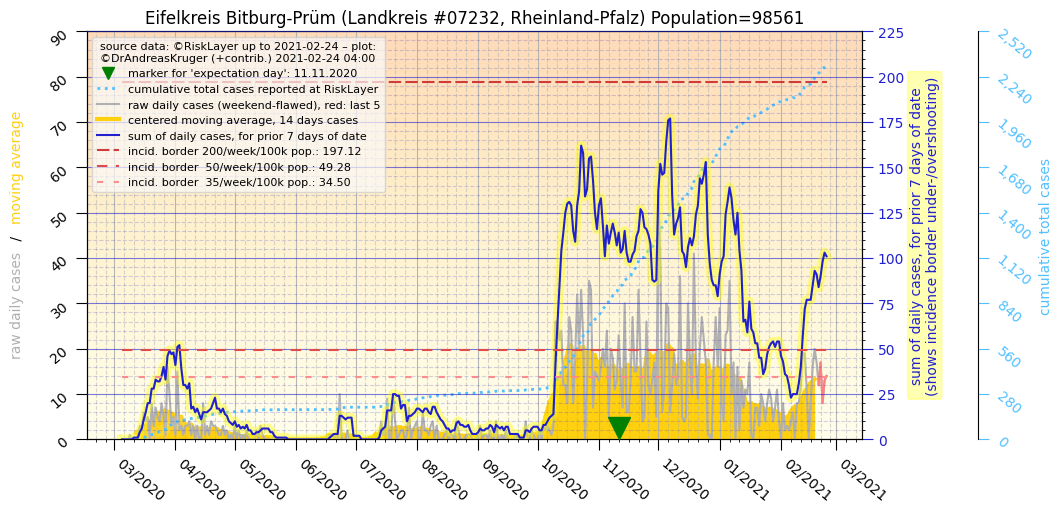 Eifelkreis Bitburg-Prüm (Landkreis #07232, Rheinland-Pfalz) Population=98561
source data: ©RiskLayer up to 2021-02-24 – plot:
©DrAndreasKruger (+contrib.) 2021-02-24 04:00
marker for 'expectation day': 11.11.2020
cumulative total cases reported at RiskLayer
raw daily cases (weekend-flawed), red: last 5
centered moving average, 14 days cases
sum of daily cases, for prior 7 days of date
incid. border 200/week/100k pop.: 197.12
incid. border  50/week/100k pop.: 49.28
incid. border  35/week/100k pop.: 34.50
raw daily cases / moving average
90
80
70
60
50
40
30
20
10
0
225
200
175
150
125
100
75
50
25
0
sum of daily cases, for prior 7 days of date
(shows incidence border under-/overshooting)
2,520
2,240
1,960
1,680
1,400
1,120
840
560
280
0
cumulative total cases
03/2020
04/2020
05/2020
06/2020
07/2020
08/2020
09/2020
10/2020
11/2020
12/2020
01/2021
02/2021
03/2021